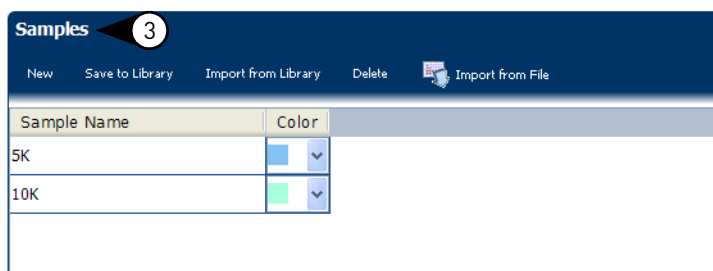 Samples 3
New Save to Library Import from Library Delete Import from File
Sample Name Color
5K
10K